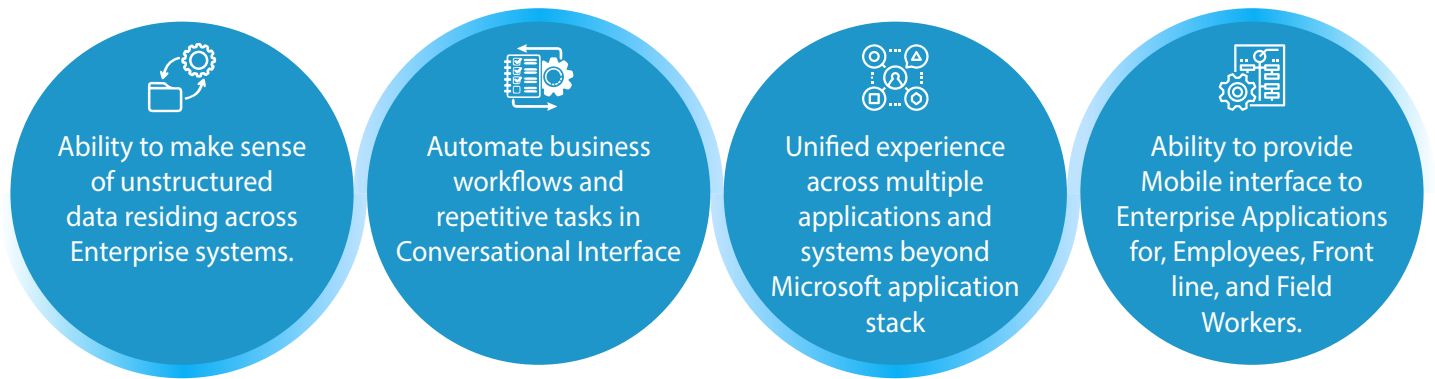 Ability to make sense
of unstructured
data residing across
Enterprise systems.
Automate business
workflows and
repetitive tasks in
Conversational Interface
Unified experience
across multiple
applications and
systems beyond
Microsoft application
stack
Ability to provide
Mobile interface to
Enterprise Applications
for, Employees, Front
line, and Field
Workers.